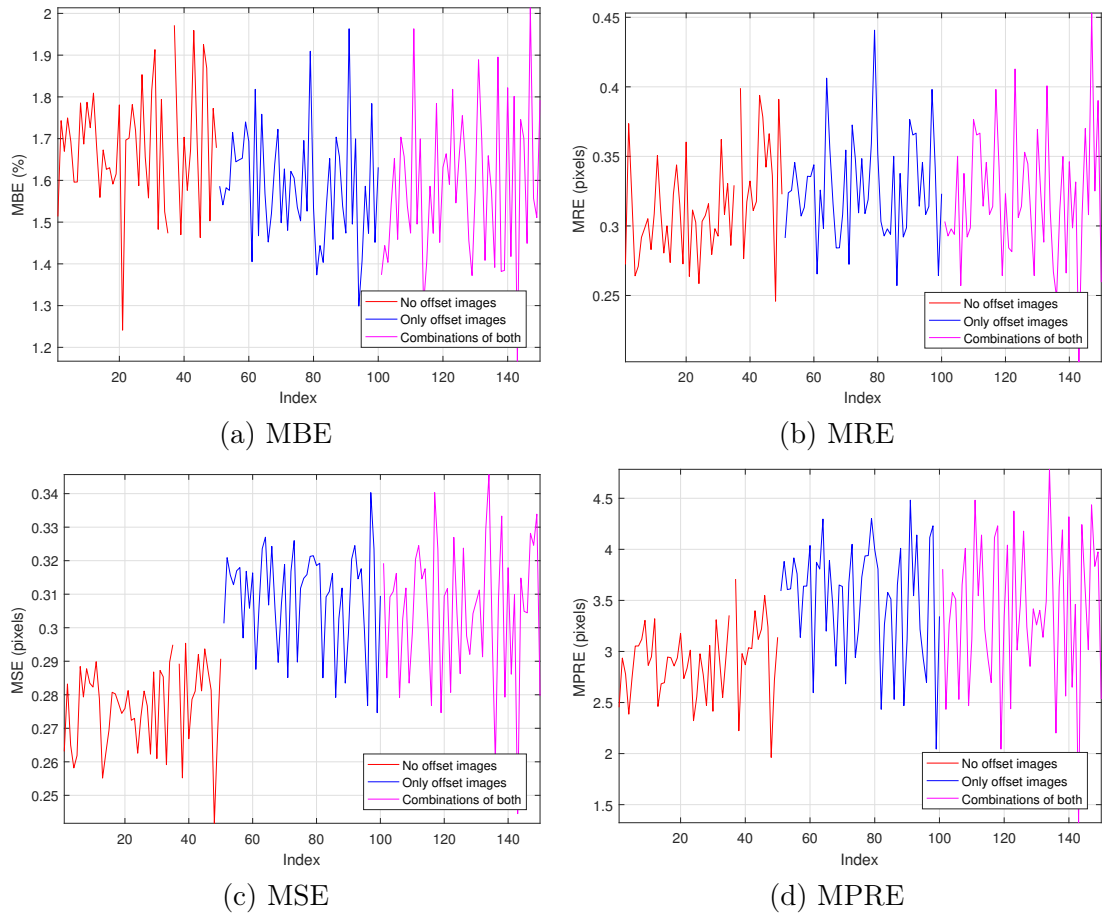 2
1.9
1.8
1.7
1.6
1.5
1.4
1.3
1.2
MBE (%)
20 40 60 80 100 120 140
Index
No offset images
Only offset images
Combinations of both
(a) MBE
0.45
0.4
0.35
0.3
0.25
MRE (pixels)
20 40 60 80 100 120 140
Index
No offset images
Only offset images
Combinations of both
(b) MRE
0.34
0.33
0.32
0.31
0.3
0.29
0.28
0.27
0.26
0.25
MSE (pixels)
20 40 60 80 100 120 140
Index
No offset images
Only offset images
Combinations of both
(c) MSE
4.5
4
3.5
3
2.5
2
1.5
MPRE (pixels)
20 40 60 80 100 120 140
Index
No offset images
Only offset images
Combinations of both
(d) MPRE